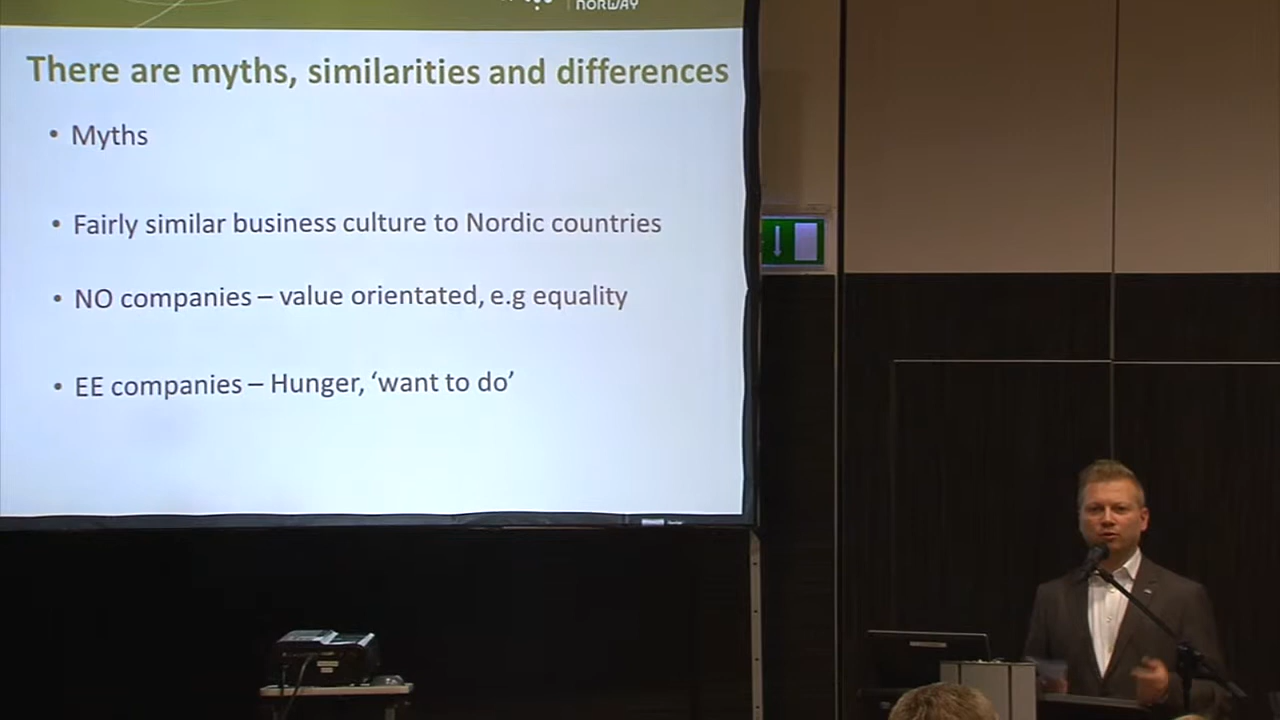 NORWAY
There are myths, similarities and differences
• Myths
• Fairly similar business culture to Nordic countries
• NO companies – value orientated, e.g equality
• EE companies – Hunger, ‘want to do’